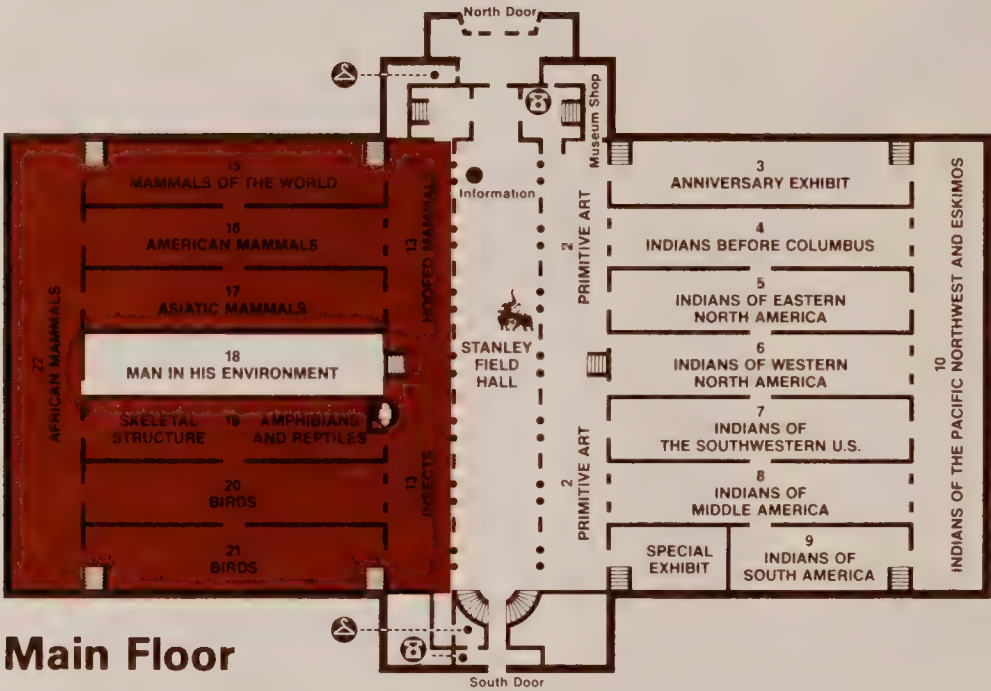 North Door
Museum Shop
Information
15
MAMMALS OF THE WORLD
16
AMERICAN MAMMALS
17
ASIATIC MAMMALS
18
MAN IN HIS ENVIRONMENT
SKELETAL
STRUCTURE
19
AMPHIBIANS
AND REPTILES
20
BIRDS
21
BIRDS
22
AFRICAN MAMMALS
13
HOOFED MAMMALS
13
INSECTS
STANLEY
FIELD
HALL
2
PRIMITIVE ART
2
PRIMITIVE ART
3
ANNIVERSARY EXHIBIT
4
INDIANS BEFORE COLUMBUS
5
INDIANS OF EASTERN
NORTH AMERICA
6
INDIANS OF WESTERN
NORTH AMERICA
7
INDIANS OF
THE SOUTHWESTERN U.S.
8
INDIANS OF
MIDDLE AMERICA
SPECIAL
EXHIBIT
9
INDIANS OF
SOUTH AMERICA
10
INDIANS OF THE PACIFIC NORTHWEST AND ESKIMOS
Main Floor
South Door